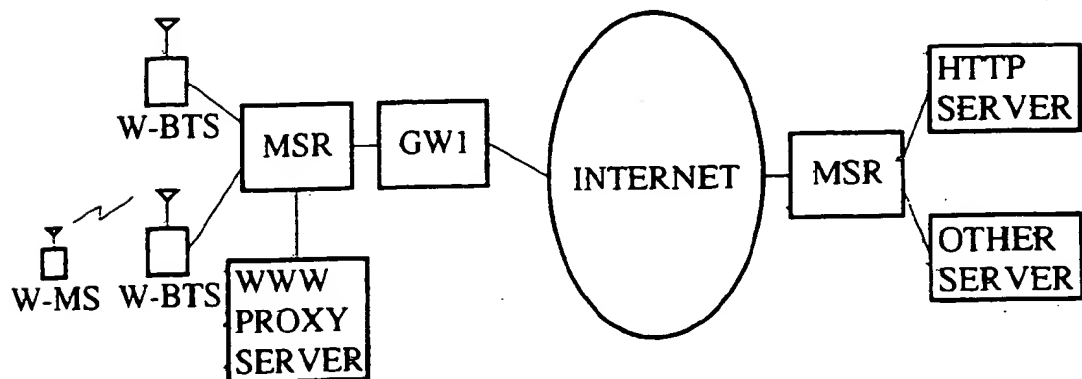 W-BTS
MSR
GW1
INTERNET
MSR
HTTP
SERVER
OTHER
SERVER
W-MS
W-BTS
WWW
PROXY
SERVER